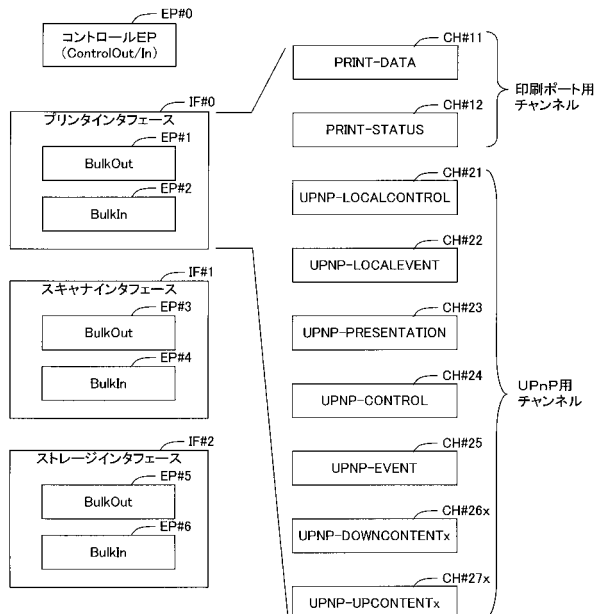 EP#0
コントロールEP
(ControlOut/In)
IF#0
プリンタインタフェース
EP#1
BulkOut
EP#2
BulkIn
IF#1
スキャナインタフェース
EP#3
BulkOut
EP#4
BulkIn
IF#2
ストレージインタフェース
EP#5
BulkOut
EP#6
BulkIn
CH#11
PRINT-DATA
CH#12
PRINT-STATUS
印刷ポート用
チャンネル
CH#21
UPNP-LOCALCONTROL
CH#22
UPNP-LOCALEVENT
CH#23
UPNP-PRESENTATION
CH#24
UPNP-CONTROL
CH#25
UPNP-EVENT
CH#26x
UPNP-DOWNCONTENTx
CH#27x
UPNP-UPCONTENTx
UPnP用
チャンネル